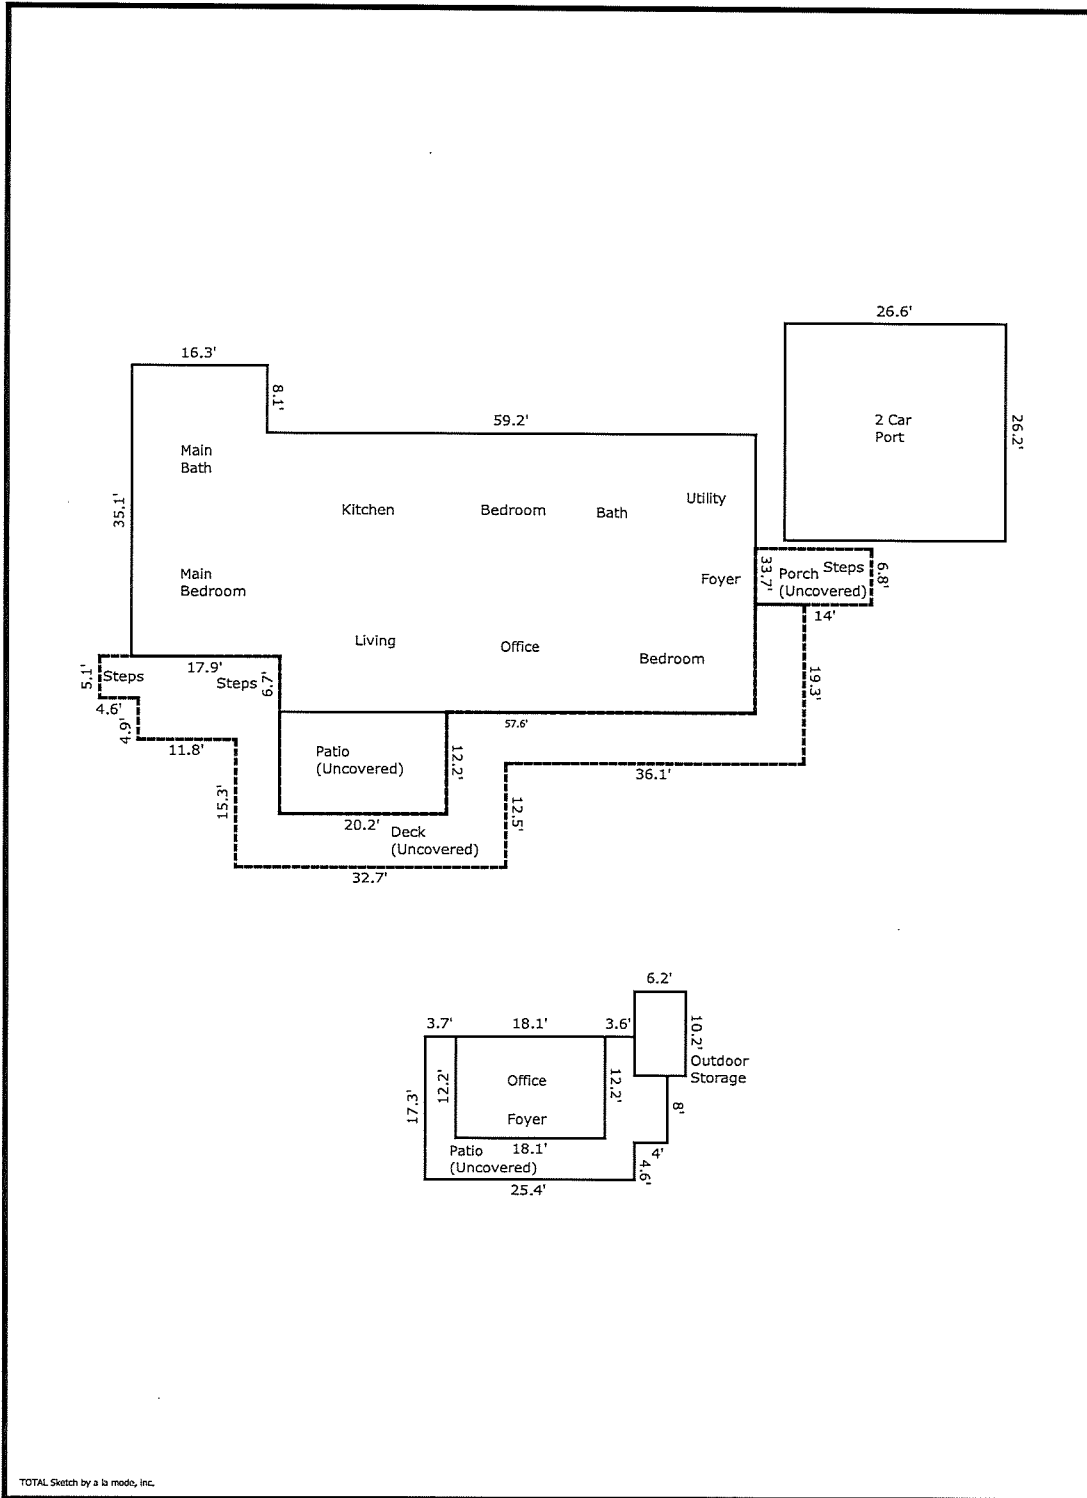 26.6'
16.3'
8.1'
59.2'
2 Car
Port
26.2'
Main
Bath
35.1'
Kitchen
Bedroom
Bath
Utility
Main
Bedroom
Foyer
33.7'
Porch
(Uncovered)
Steps
6.8'
14'
Living
Office
Bedroom
5.1'
Steps
17.9'
Steps
6.7'
19.3'
4.6'
4.9'
11.8'
57.6'
Patio
(Uncovered)
12.2'
36.1'
15.3'
12.5'
20.2'
Deck
(Uncovered)
32.7'
6.2'
3.7'
18.1'
3.6'
10.2'
Outdoor
Storage
17.3'
12.2'
Office
12.2'
Foyer
8'
Patio
(Uncovered)
18.1'
4'
4.6'
25.4'
TOTAL Sketch by a la mode, inc.